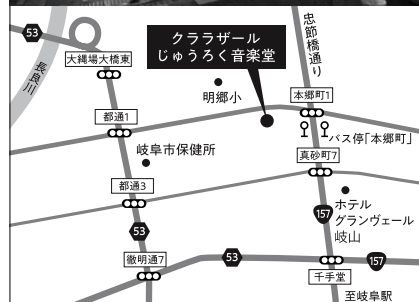 53
忠節橋通り
クララザール
じゅうろく音楽堂
大縄場大橋東
長良川
明郷小
本郷町1
都通1
バス停「本郷町」
岐阜市保健所
真砂町7
都通3
ホテル
グランヴェール
岐山
157
53
徹明通7
53
千手堂
157
至岐阜駅